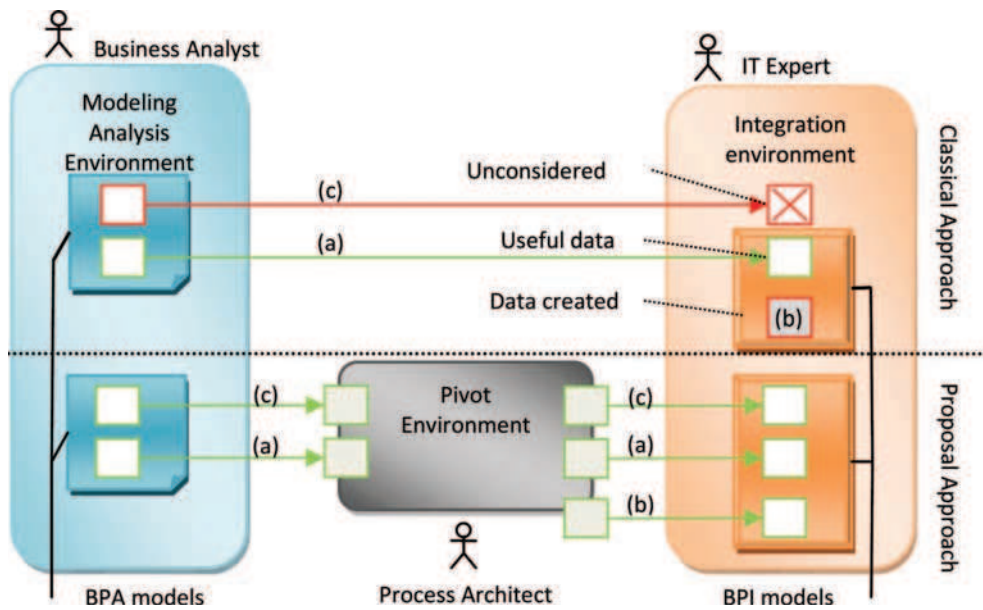 Business Analyst
IT Expert
Modeling
Analysis
Environment
Integration
environment
Classical Approach
Unconsidered
(c)
(a)
Useful data
Data created
(b)
Pivot
Environment
(c)
(a)
(c)
(a)
(b)
Proposal Approach
Process Architect
BPA models
BPI models